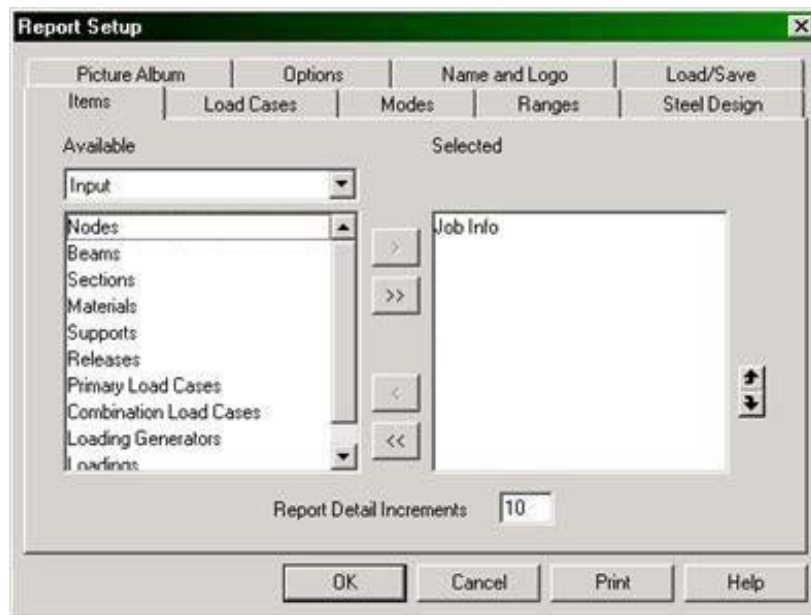 Report Setup
Picture Album Options Name and Logo Load/Save
Items Load Cases Modes Ranges Steel Design
Available Selected
Input
Nodes Job Info
Beams >
Sections
Materials >>
Supports
Releases
Primary Load Cases <
Combination Load Cases
Loading Generators <<
Loadings
Report Detail Increments 10
OK Cancel Print Help